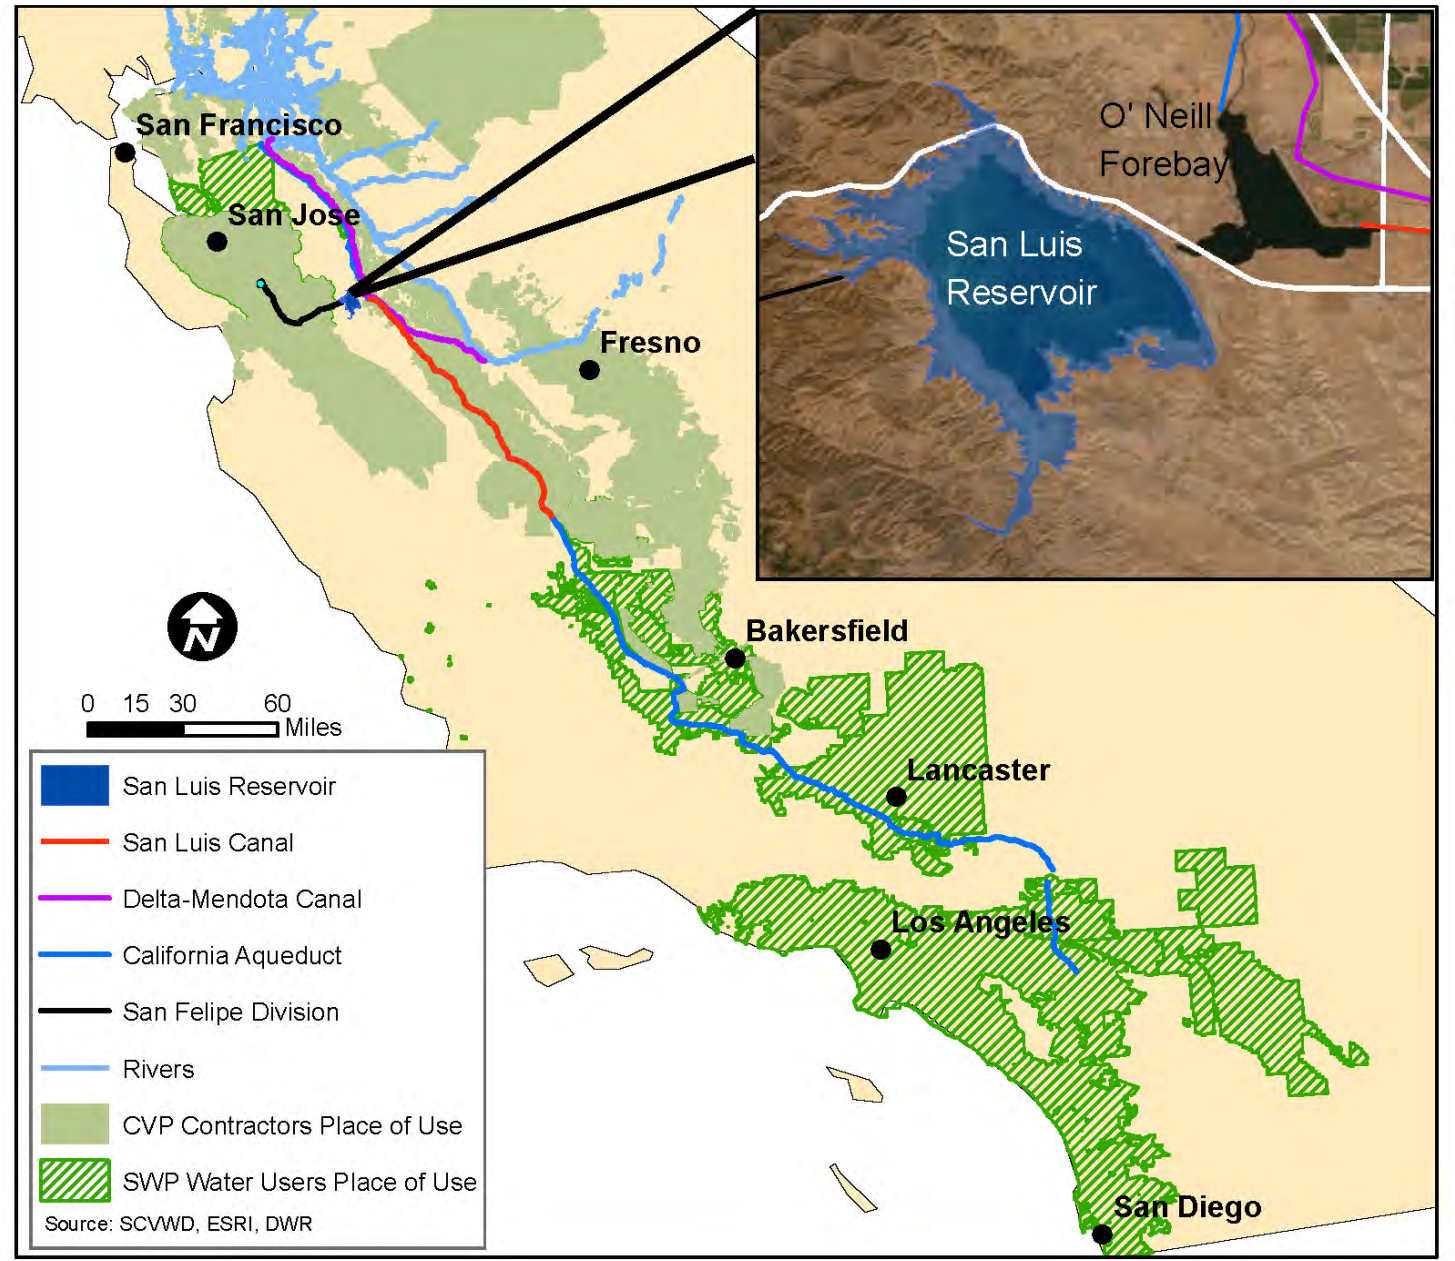 San Francisco
San Jose
Fresno
Bakersfield
Lancaster
Los Angeles
San Diego
O' Neill
Forebay
San Luis
Reservoir
N
0 15 30 60
Miles
San Luis Reservoir
San Luis Canal
Delta-Mendota Canal
California Aqueduct
San Felipe Division
Rivers
CVP Contractors Place of Use
SWP Water Users Place of Use
Source: SCVWD, ESRI, DWR